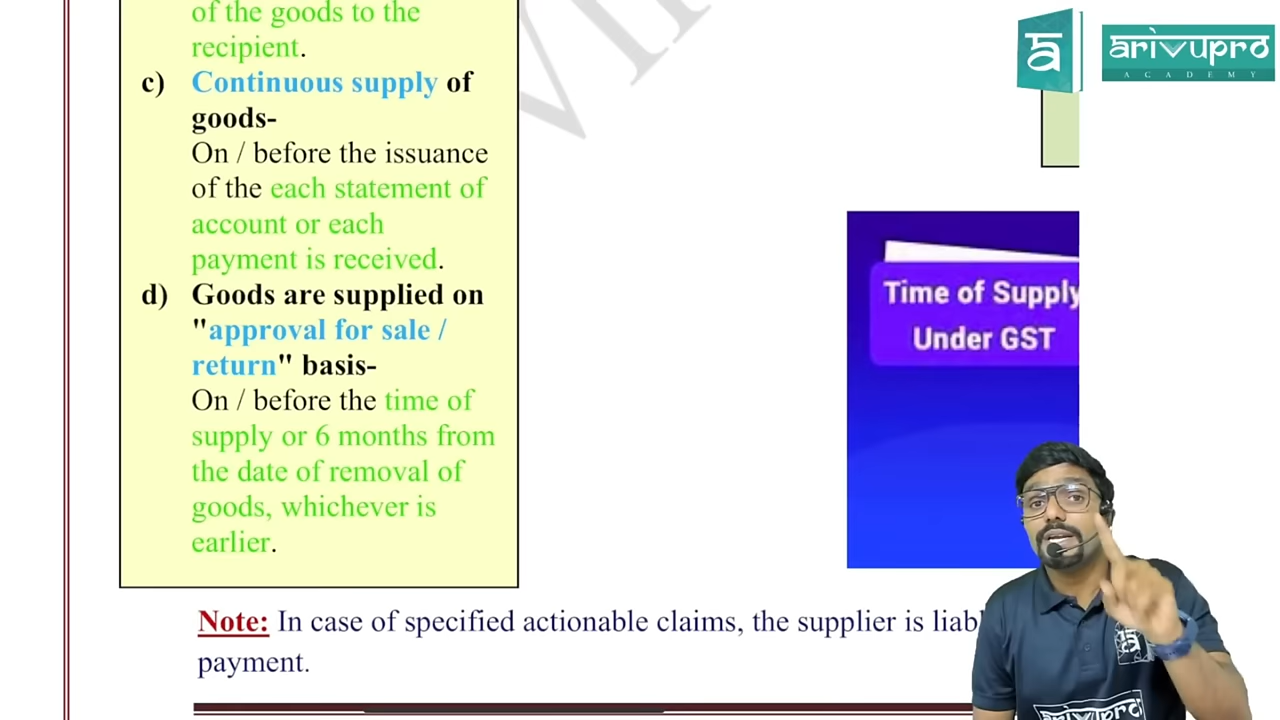 of the goods to the
recipient.
c) Continuous supply of
goods-
On / before the issuance
of the each statement of
account or each
payment is received.
d) Goods are supplied on
"approval for sale /
return" basis-
On / before the time of
supply or 6 months from
the date of removal of
goods, whichever is
earlier.
Note: In case of specified actionable claims, the supplier is
payment.
Time of Supply
Under GST
arivupro
ACADEMY
arivupro